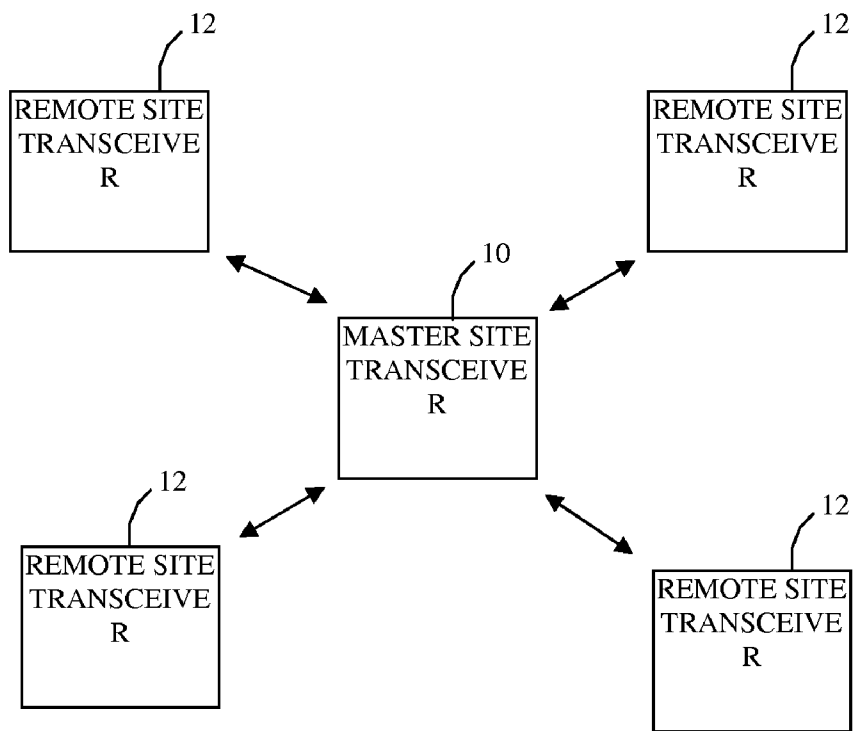 12
REMOTE SITE
TRANSCEIVE
R
12
REMOTE SITE
TRANSCEIVE
R
10
MASTER SITE
TRANSCEIVE
R
12
REMOTE SITE
TRANSCEIVE
R
12
REMOTE SITE
TRANSCEIVE
R